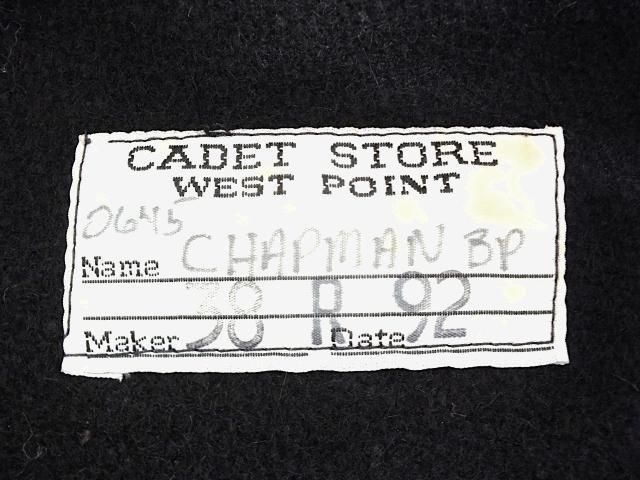 CADET STORE
WEST POINT
0645
Name CHAPMAN BP
38 R 92
Maker Date